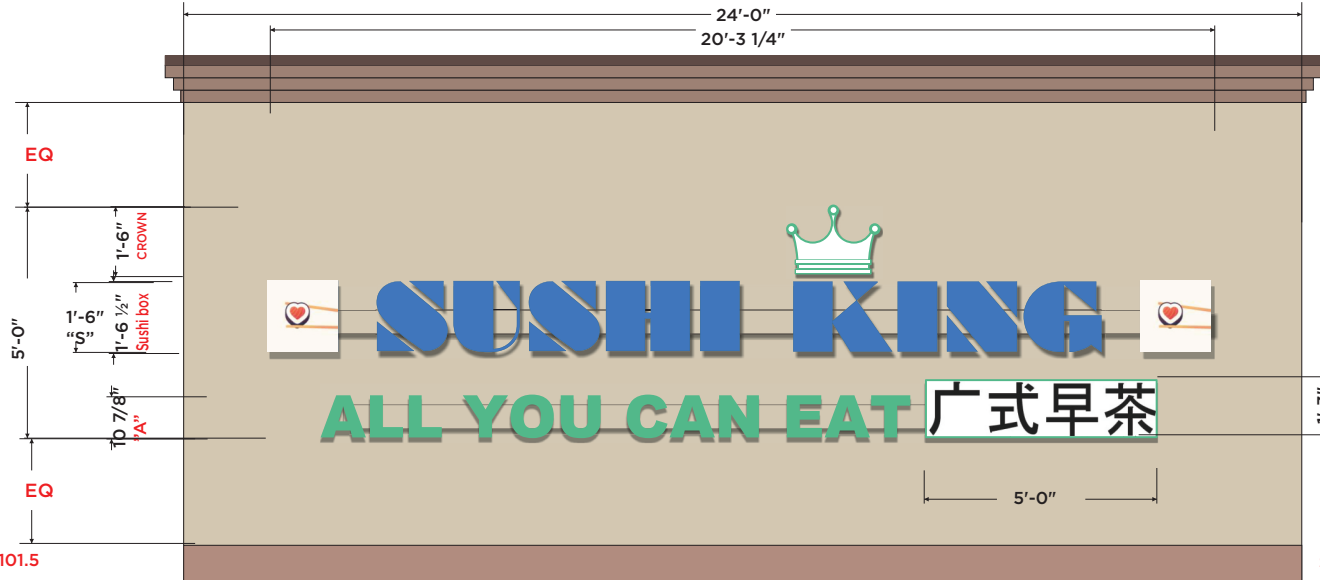 24'-0"
20'-3 1/4"
EQ
1'-6"
CROWN
5'-0"
1'-6"
"S"
1'-6 ½"
Sushi box
SUSHI KING
10 7/8"
"A"
ALL YOU CAN EAT 广式早茶
5'-0"
EQ
101.5